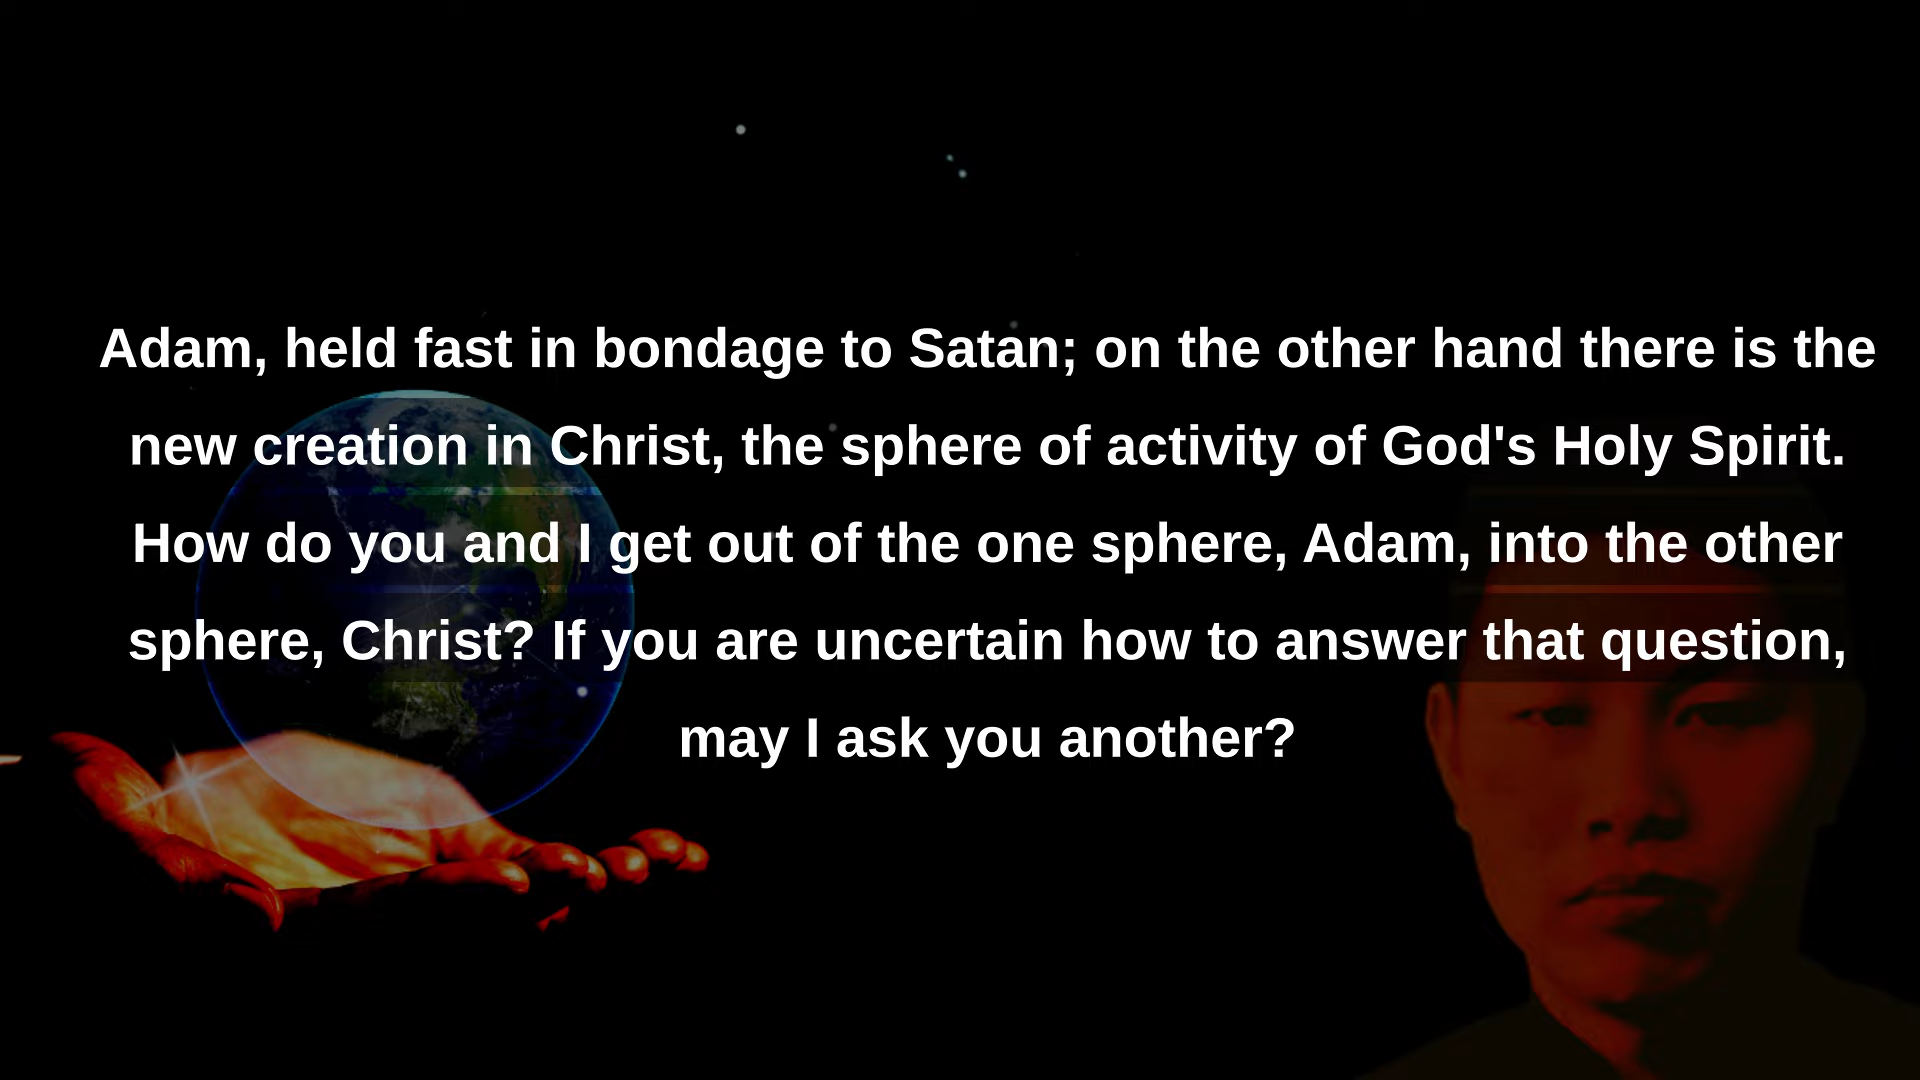 Adam, held fast in bondage to Satan; on the other hand there is the
new creation in Christ, the sphere of activity of God's Holy Spirit.
How do you and I get out of the one sphere, Adam, into the other
sphere, Christ? If you are uncertain how to answer that question,
may I ask you another?